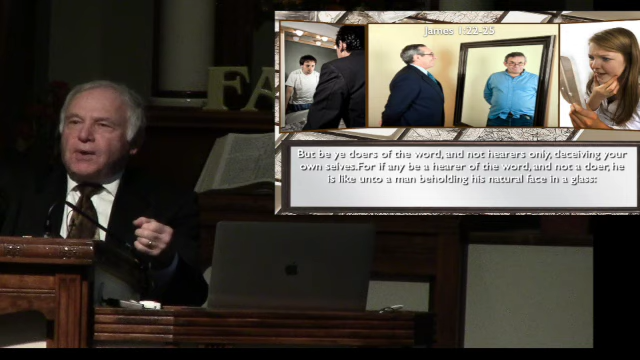 James 1:22-25
FA
But be ye doers of the word, and not hearers only, deceiving your
own selves.For if any be a hearer of the word, and not a doer, he
is like unto a man beholding his natural face in a glass: